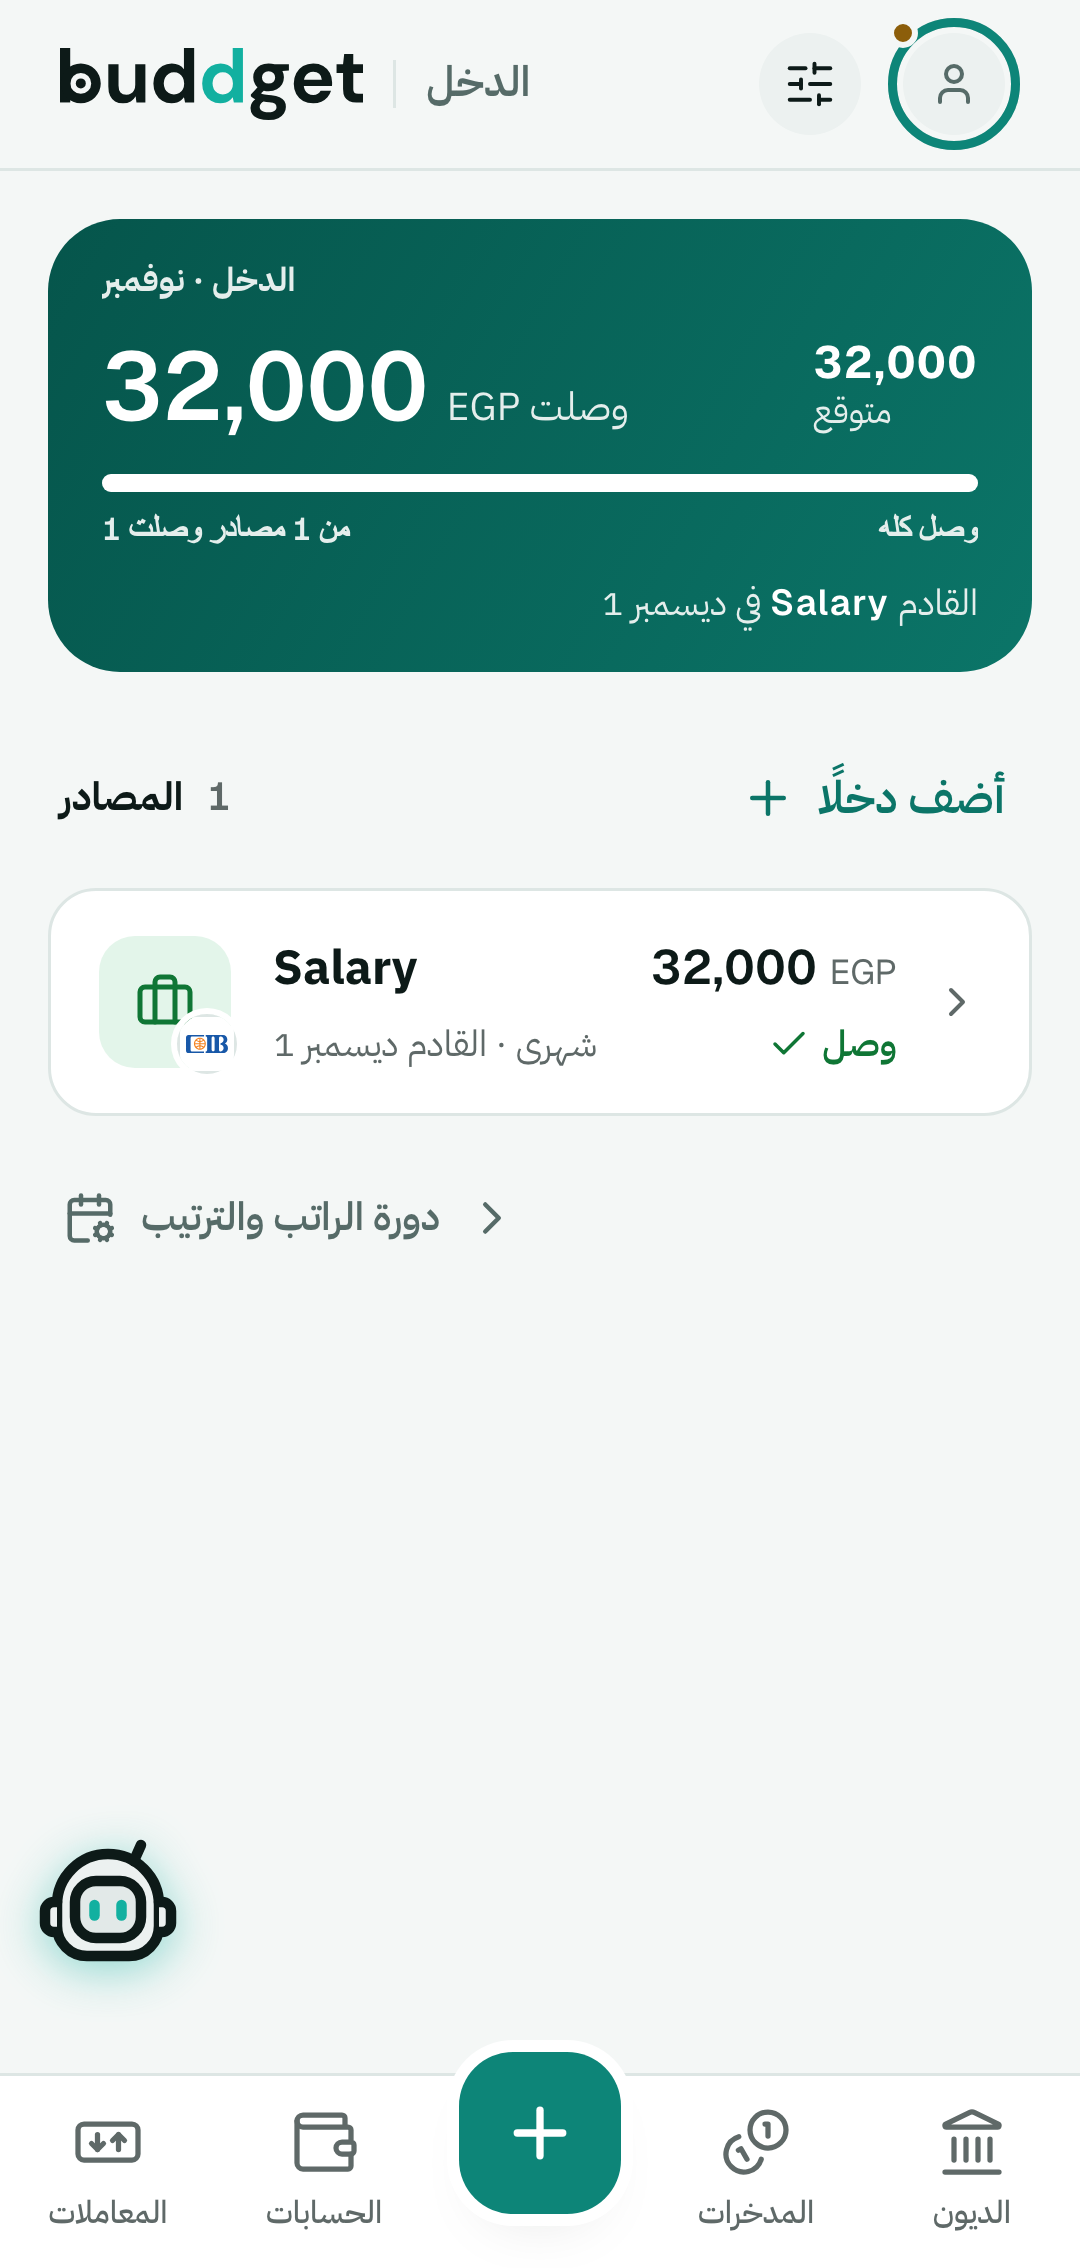 buddget | الدخل
الدخل · نوفمبر
32,000 EGP وصلت
32,000
متوقع
1 من 1 مصادر وصلت
وصل كله
القادم Salary في ديسمبر 1
المصادر 1
أضف دخلًا
Salary
32,000 EGP
شهري · القادم ديسمبر 1
وصل
CIB
دورة الراتب والترتيب
المعاملات
الحسابات
المدخرات
الديون